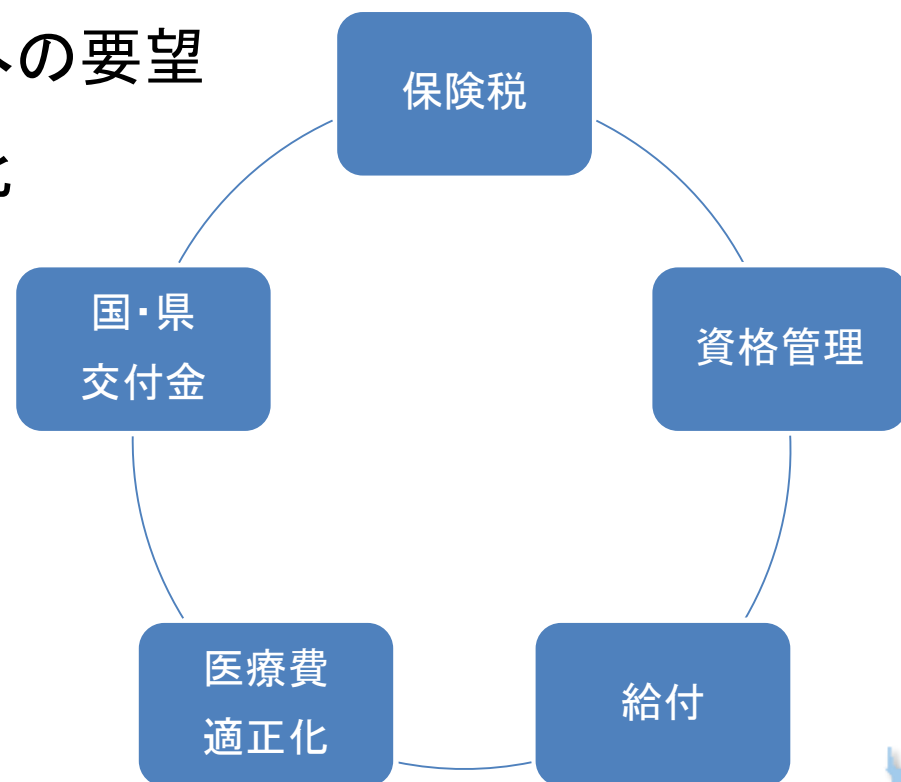 の要望
保険税
国・県
交付金
資格管理
医療費
適正化
給付